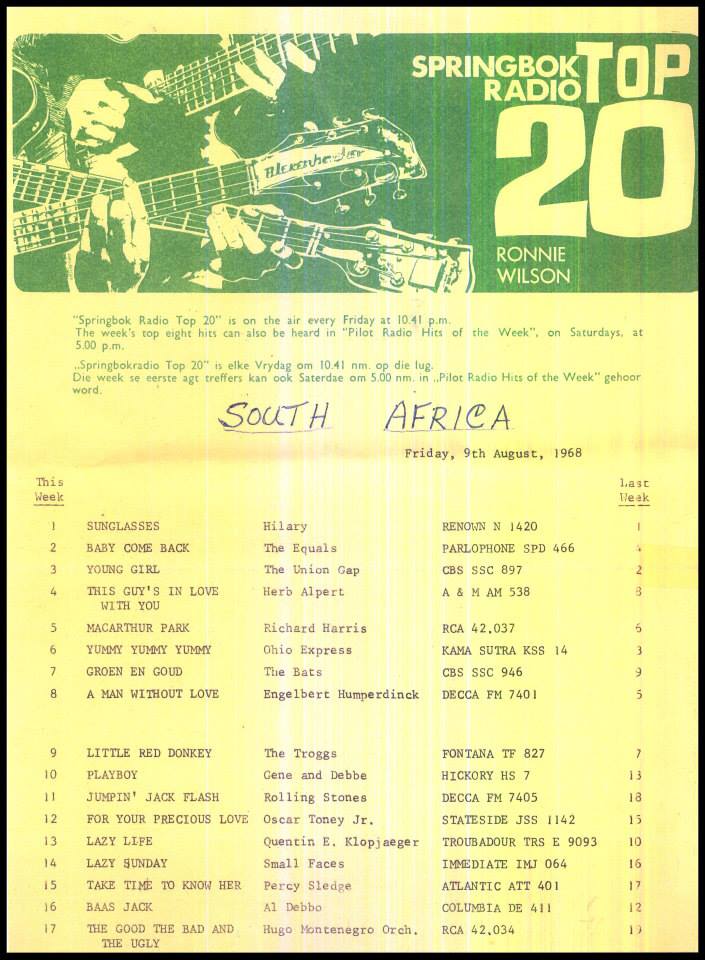 SPRINGBOK
RADIO
TOP
20
Rickenbacker
RONNIE
WILSON
"Springbok Radio Top 20" is on the air every Friday at 10.41 p.m.
The week's top eight hits can also be heard in "Pilot Radio Hits of the Week", on Saturdays, at
5.00 p.m.
„Springbokradio Top 20" is elke Vrydag om 10.41 nm. op die lug.
Die week se eerste agt treffers kan ook Saterdae om 5.00 nm. in „Pilot Radio Hits of the Week" gehoor
word.
SOUTH AFRICA
Friday, 9th August, 1968
This Last
Week Week
1 SUNGLASSES Hilary RENOWN N 1420 1
2 BABY COME BACK The Equals PARLOPHONE SPD 466 4
3 YOUNG GIRL The Union Gap CBS SSC 897 2
4 THIS GUY'S IN LOVE Herb Alpert A & M AM 538 8
WITH YOU
5 MACARTHUR PARK Richard Harris RCA 42,037 6
6 YUMMY YUMMY YUMMY Ohio Express KAMA SUTRA KSS 14 3
7 GROEN EN GOUD The Bats CBS SSC 946 9
8 A MAN WITHOUT LOVE Engelbert Humperdinck DECCA FM 7401 5
9 LITTLE RED DONKEY The Troggs FONTANA TF 827 7
10 PLAYBOY Gene and Debbe HICKORY HS 7 13
11 JUMPIN' JACK FLASH Rolling Stones DECCA FM 7405 18
12 FOR YOUR PRECIOUS LOVE Oscar Toney Jr. STATESIDE JSS 1142 15
13 LAZY LIFE Quentin E. Klopjaeger TROUBADOUR TRS E 9093 10
14 LAZY SUNDAY Small Faces IMMEDIATE IMJ 064 16
15 TAKE TIME TO KNOW HER Percy Sledge ATLANTIC ATT 401 17
16 BAAS JACK Al Debbo COLUMBIA DE 411 12
17 THE GOOD THE BAD AND Hugo Montenegro Orch. RCA 42,034 19
THE UGLY